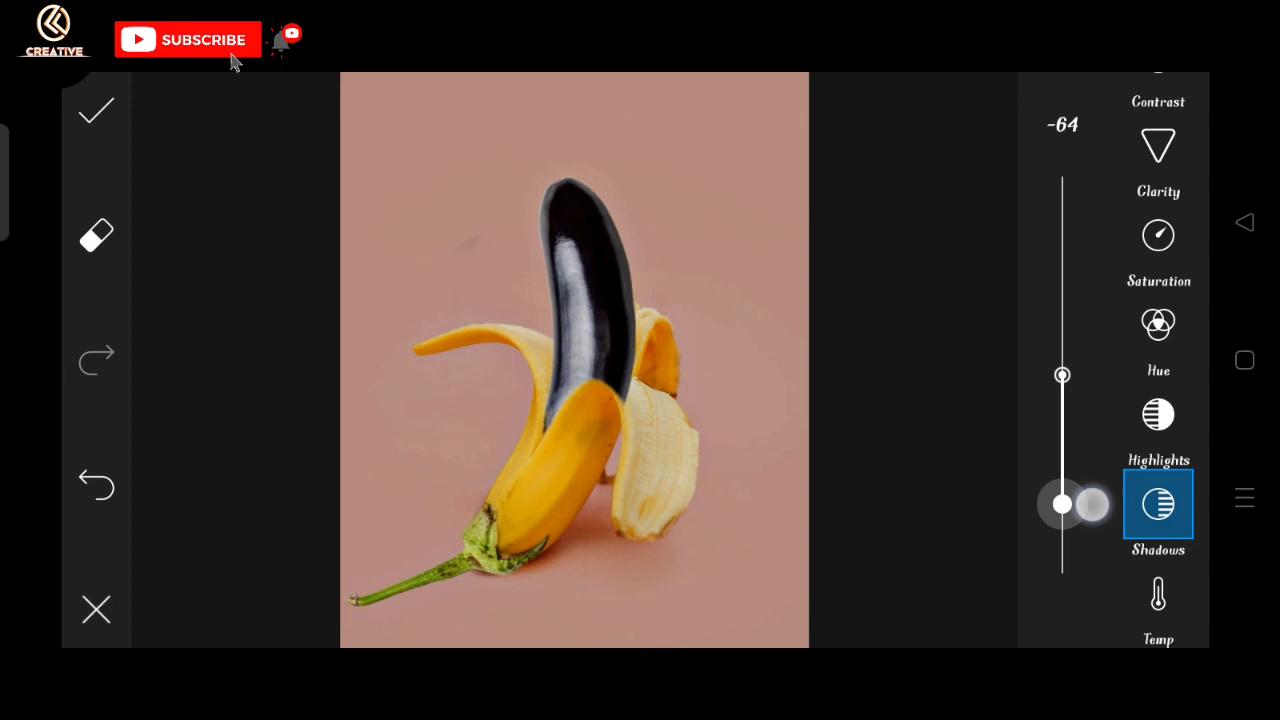 CREATIVE
SUBSCRIBE
-64
Contrast
Clarity
Saturation
Hue
Highlights
Shadows
Temp